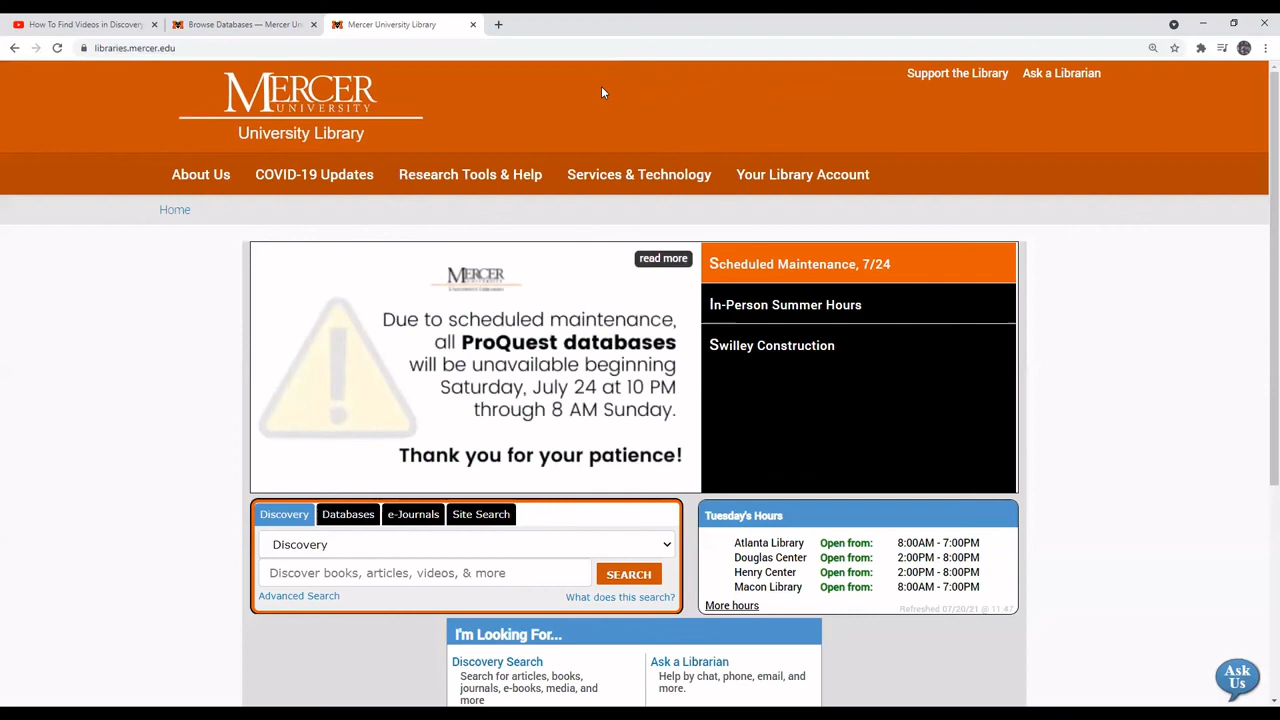 How To Find Videos in Discovery
Browse Databases — Mercer Un
Mercer University Library
libraries.mercer.edu
Support the Library
Ask a Librarian
MERCER
UNIVERSITY
University Library
About Us
COVID-19 Updates
Research Tools & Help
Services & Technology
Your Library Account
Home
read more
MERCER
UNIVERSITY
Due to scheduled maintenance,
all ProQuest databases
will be unavailable beginning
Saturday, July 24 at 10 PM
through 8 AM Sunday.
Thank you for your patience!
Scheduled Maintenance, 7/24
In-Person Summer Hours
Swilley Construction
Discovery
Databases
e-Journals
Site Search
Discovery
Discover books, articles, videos, & more
SEARCH
Advanced Search
What does this search?
Tuesday's Hours
Atlanta Library Open from: 8:00AM - 7:00PM
Douglas Center Open from: 2:00PM - 8:00PM
Henry Center Open from: 2:00PM - 8:00PM
Macon Library Open from: 8:00AM - 7:00PM
More hours
Refreshed 07/20/21 @ 11:47
I'm Looking For...
Discovery Search
Search for articles, books,
journals, e-books, media, and
more
Ask a Librarian
Help by chat, phone, email, and
more.
Ask
Us